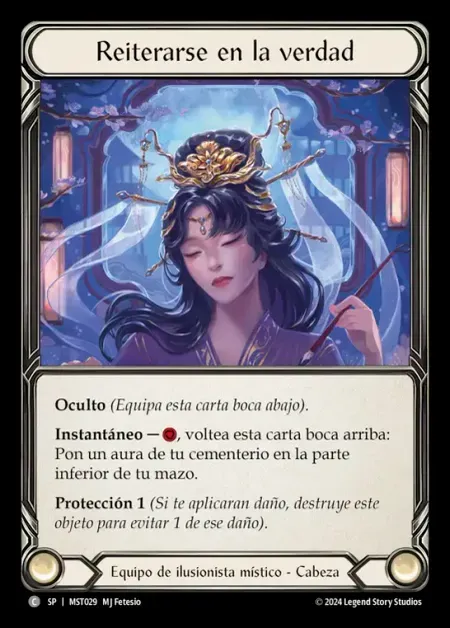 Reiterarse en la verdad
Oculto (Equipa esta carta boca abajo).
Instantáneo — , voltea esta carta boca arriba:
Pon un aura de tu cementerio en la parte
inferior de tu mazo.
Protección 1 (Si te aplicaran daño, destruye este
objeto para evitar 1 de ese daño).
Equipo de ilusionista místico - Cabeza
C SP | MST029 MJ Fetesio © 2024 Legend Story Studios